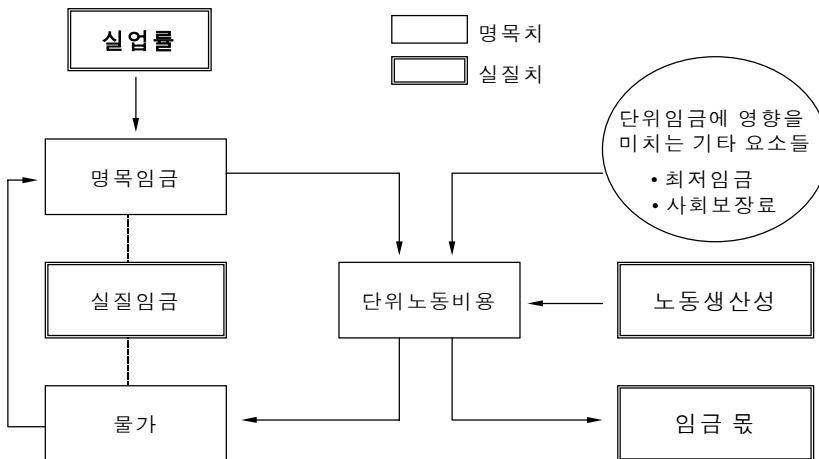 실업률
명목치
실질치
단위임금에 영향을
미치는 기타 요소들
• 최저임금
• 사회보장료
명목임금
실질임금
단위노동비용
노동생산성
물가
임금 몫